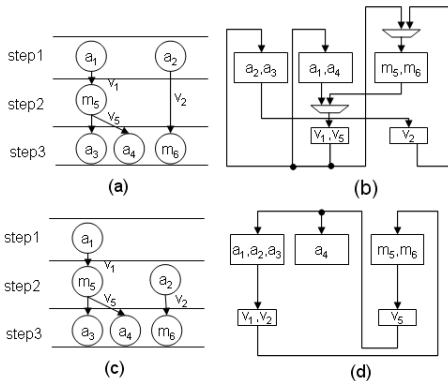 step1
a1
a2
v1
step2
m5
v2
v5
step3
a3
a4
m6
(a)
a2,a3
a1,a4
m5,m6
v1,v5
v2
(b)
step1
a1
v1
step2
m5
a2
v5
v2
step3
a3
a4
m6
(c)
a1,a2,a3
a4
m5,m6
v1,v2
v5
(d)